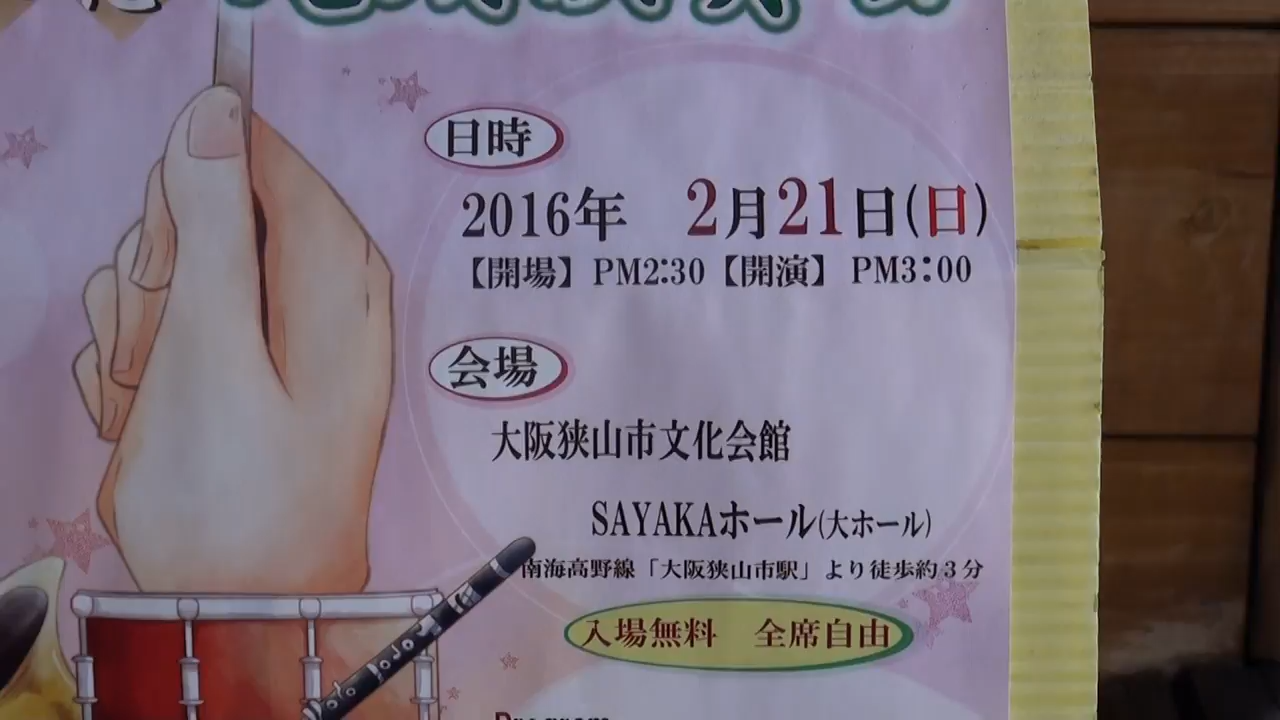 日時
2016年 2月21日(日)
【開場】PM2:30【開演】PM3:00
会場
大阪狭山市文化会館
SAYAKAホール(大ホール)
南海高野線「大阪狭山市駅」より徒歩約3分
入場無料 全席自由
Program